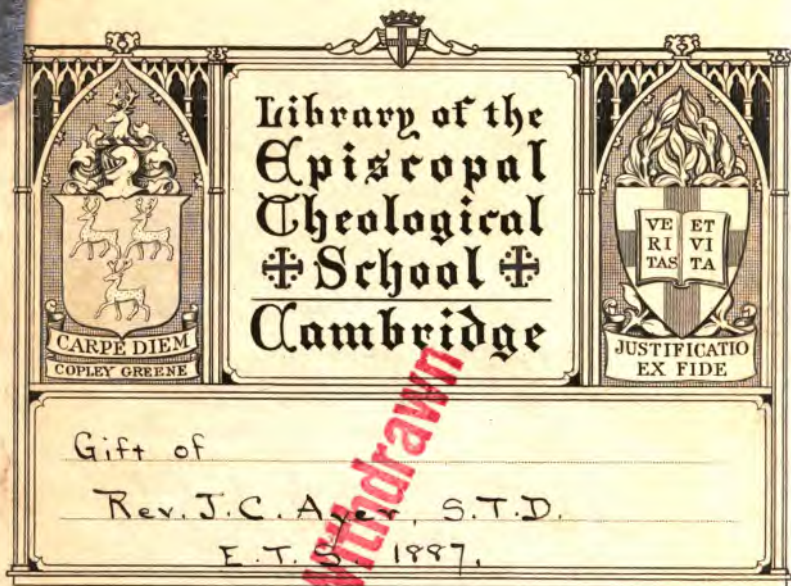 Library of the
Episcopal
Theological
School
Cambridge
CARPE DIEM
COPLEY GREENE
VE ET
RI VI
TAS TA
JUSTIFICATIO
EX FIDE
Gift of
Rev. J. C. Ayer, S.T.D.
E.T.S. 1887.
Withdrawn